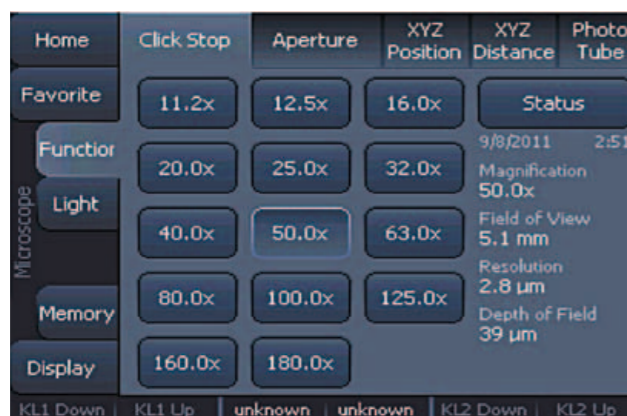 Home
Click Stop
Aperture
XYZ Position
XYZ Distance
Photo Tube
Favorite
Function
Light
Microscope
Memory
Display
11.2x
12.5x
16.0x
20.0x
25.0x
32.0x
40.0x
50.0x
63.0x
80.0x
100.0x
125.0x
160.0x
180.0x
Status
9/8/2011 2:51
Magnification
50.0x
Field of View
5.1 mm
Resolution
2.8 µm
Depth of Field
39 µm
KL1 Down
KL1 Up
unknown
unknown
KL2 Down
KL2 Up